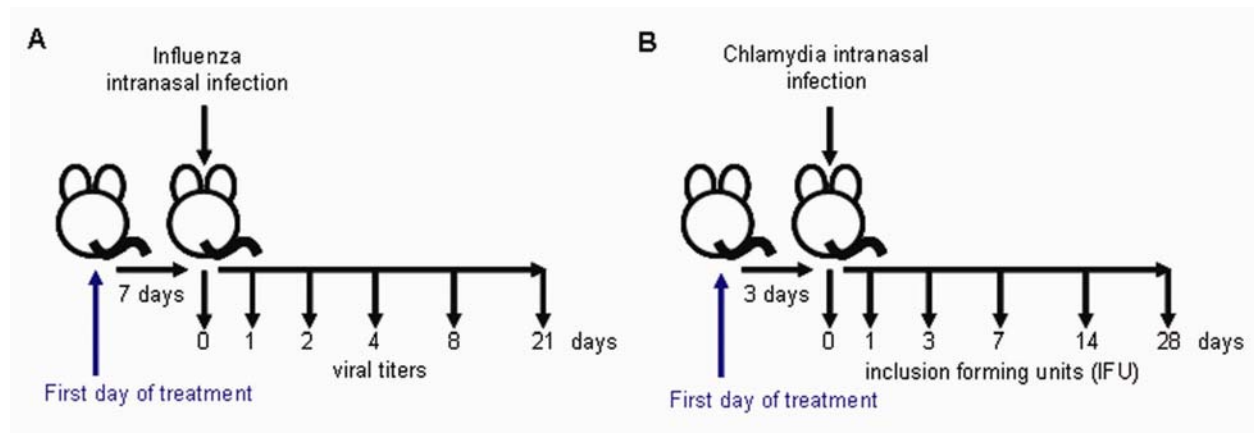 A
Influenza
intranasal infection
7 days
0 1 2 4 8 21 days
viral titers
First day of treatment
B
Chlamydia intranasal
infection
3 days
0 1 3 7 14 28 days
inclusion forming units (IFU)
First day of treatment